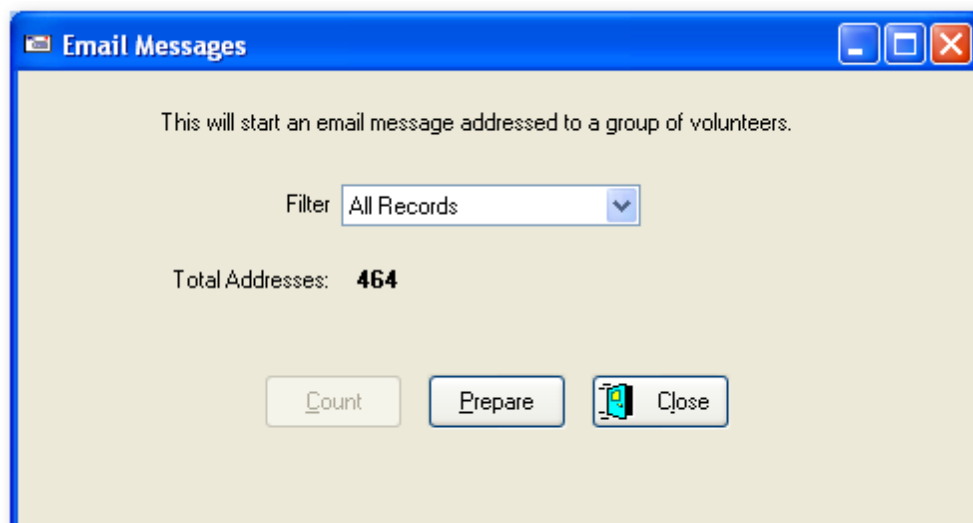 Email Messages
This will start an email message addressed to a group of volunteers.
Filter All Records
Total Addresses: 464
Count Prepare Close